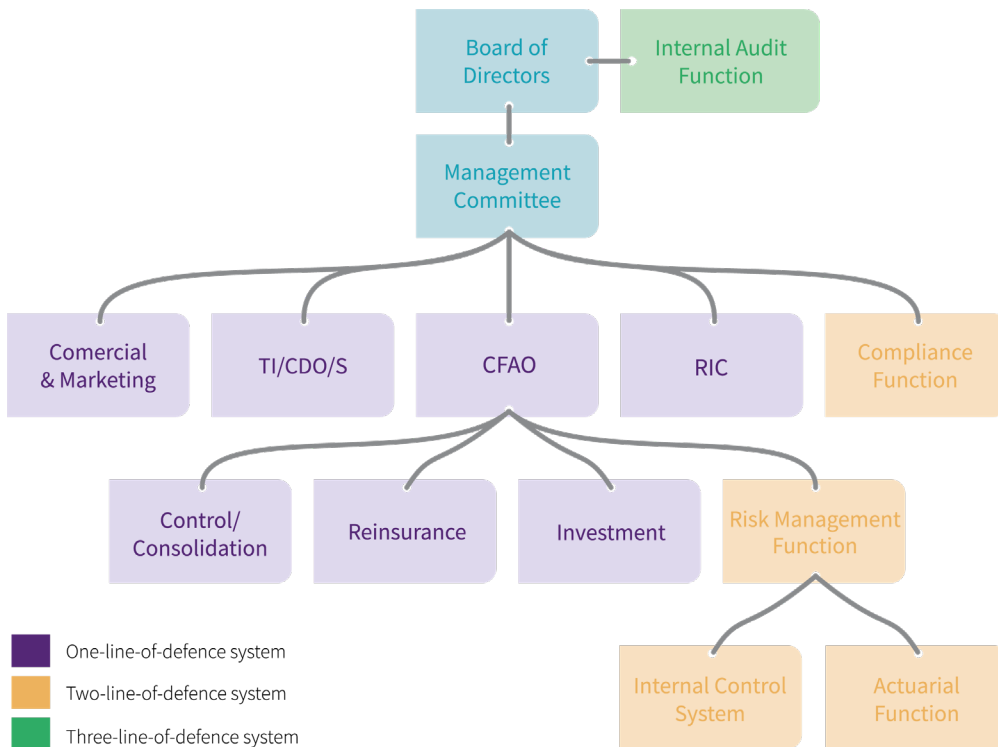 Board of
Directors
Internal Audit
Function
Management
Committee
Comercial
& Marketing
TI/CDO/S
CFAO
RIC
Compliance
Function
Control/
Consolidation
Reinsurance
Investment
Risk Management
Function
Internal Control
System
Actuarial
Function
One-line-of-defence system
Two-line-of-defence system
Three-line-of-defence system